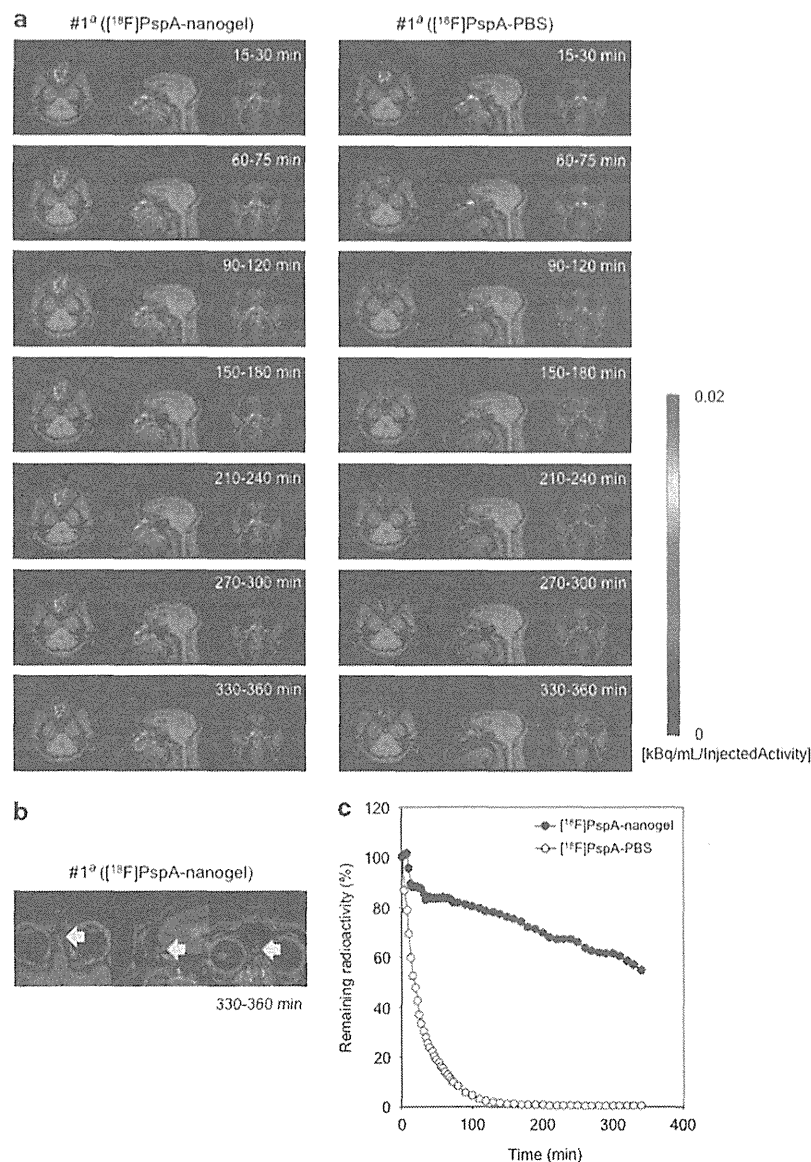 a
#1ᵃ ([¹⁸F]PspA-nanogel)
#1ᵃ ([¹⁸F]PspA-PBS)
15-30 min
15-30 min
60-75 min
60-75 min
90-120 min
90-120 min
150-180 min
150-180 min
210-240 min
210-240 min
270-300 min
270-300 min
330-360 min
330-360 min
0.02
0
[kBq/mL/InjectedActivity]
b
#1ᵃ ([¹⁸F]PspA-nanogel)
330-360 min
c
[¹⁸F]PspA-nanogel
[¹⁸F]PspA-PBS
Remaining radioactivity (%)
120
100
80
60
40
20
0
0 100 200 300 400
Time (min)